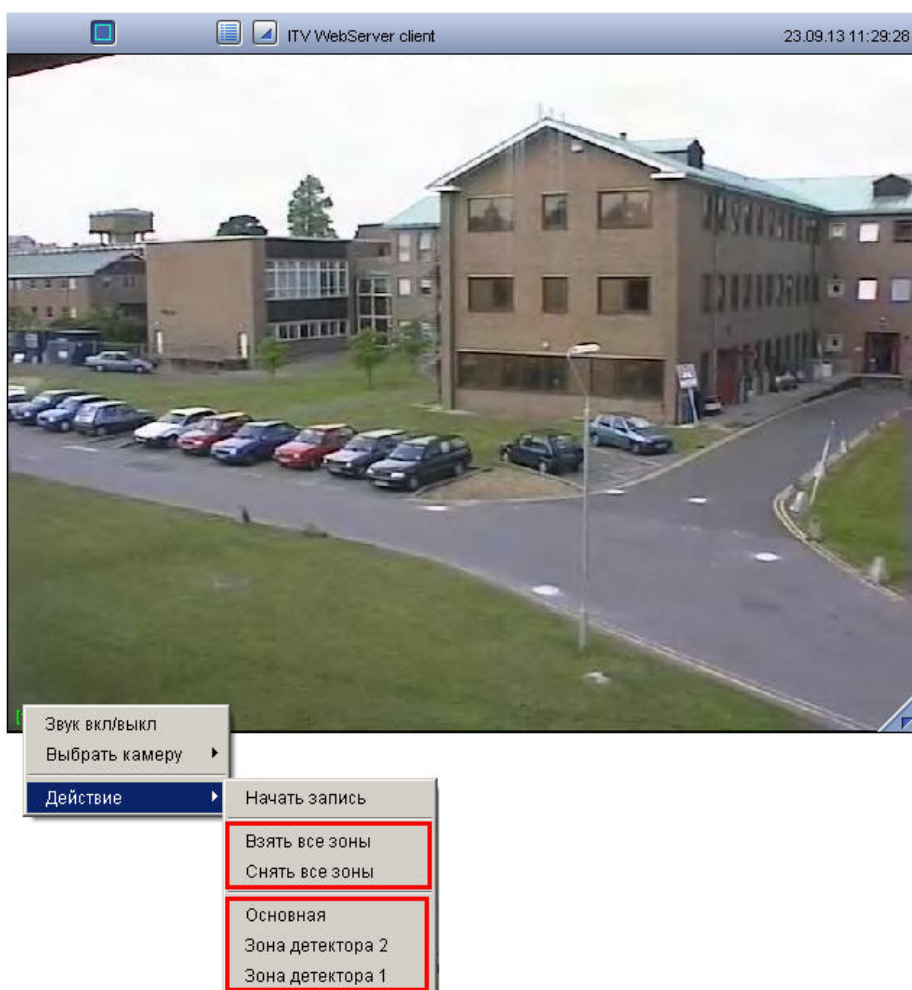 ITV WebServer client
23.09.13 11:29:28
Звук вкл/выкл
Выбрать камеру
Действие
Начать запись
Взять все зоны
Снять все зоны
Основная
Зона детектора 2
Зона детектора 1